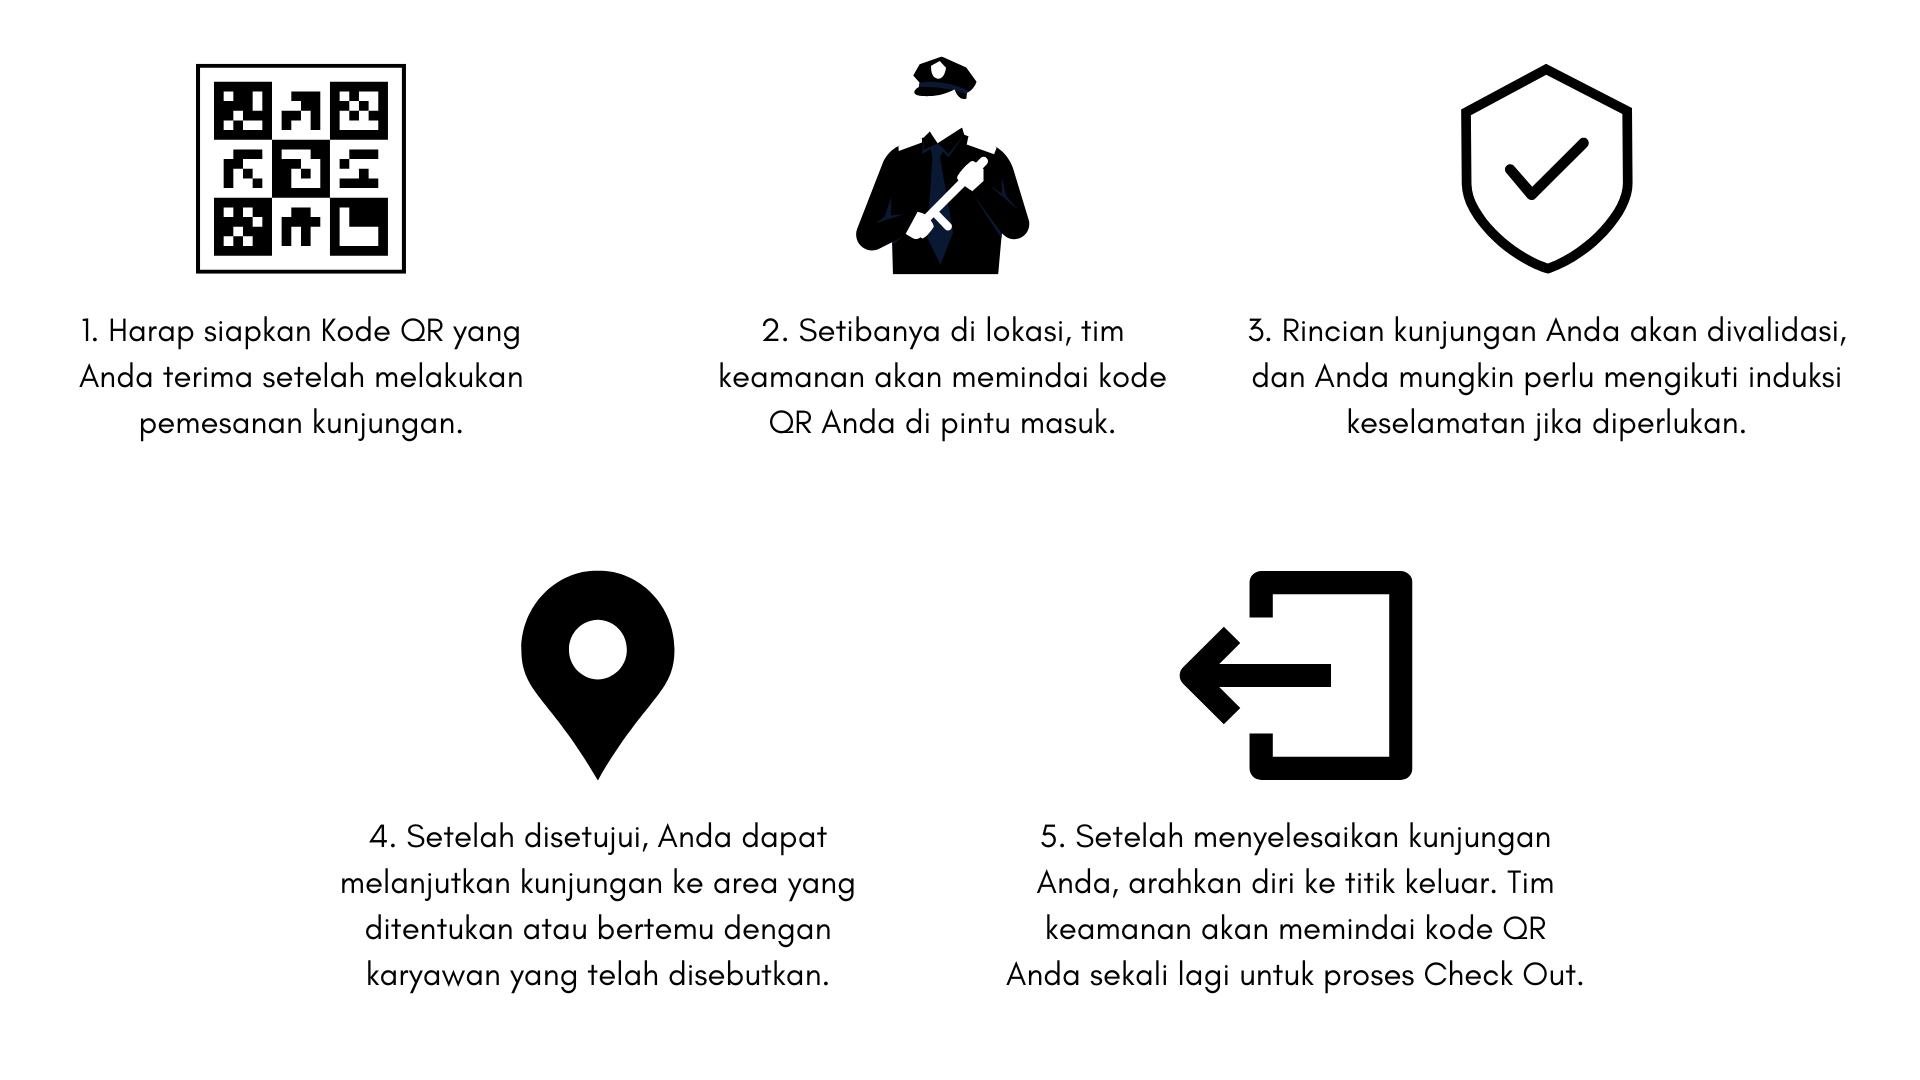 1. Harap siapkan Kode QR yang
Anda terima setelah melakukan
pemesanan kunjungan.
2. Setibanya di lokasi, tim
keamanan akan memindai kode
QR Anda di pintu masuk.
3. Rincian kunjungan Anda akan divalidasi,
dan Anda mungkin perlu mengikuti induksi
keselamatan jika diperlukan.
4. Setelah disetujui, Anda dapat
melanjutkan kunjungan ke area yang
ditentukan atau bertemu dengan
karyawan yang telah disebutkan.
5. Setelah menyelesaikan kunjungan
Anda, arahkan diri ke titik keluar. Tim
keamanan akan memindai kode QR
Anda sekali lagi untuk proses Check Out.